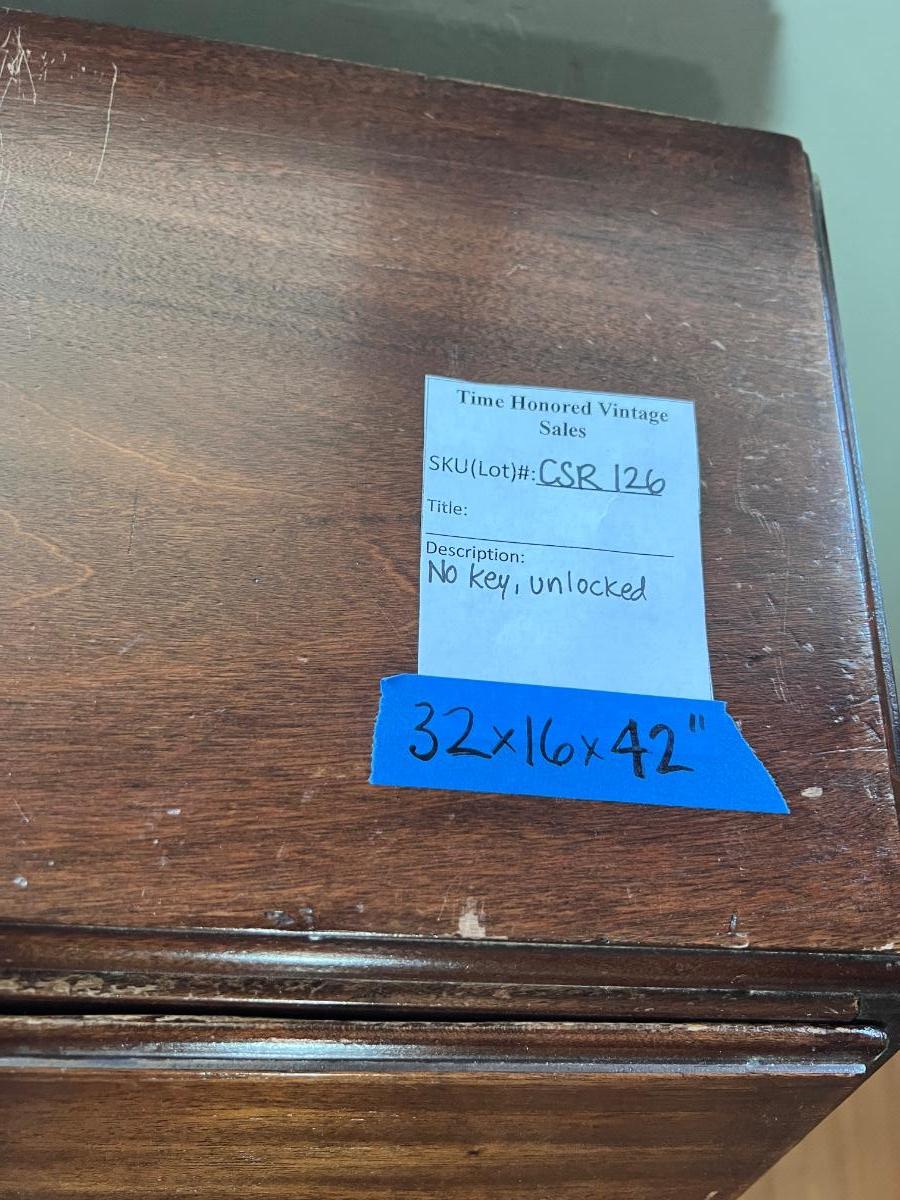 Time Honored Vintage
Sales
SKU(Lot)#: CSR 126
Title:
Description:
No key, unlocked
32x16x42"